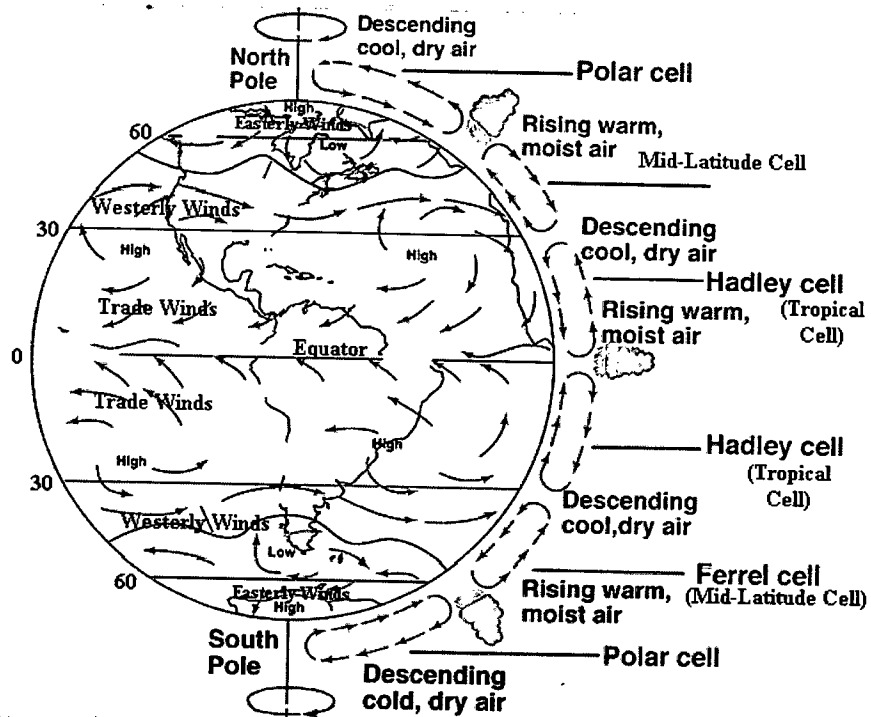 Descending
cool, dry air
North
Pole
Polar cell
High
Easterly Winds
60
Low
Rising warm,
moist air
Mid-Latitude Cell
Westerly Winds
30
High
High
Descending
cool, dry air
Hadley cell
(Tropical
Cell)
Trade Winds
Rising warm,
moist air
0
Equator
Trade Winds
High
High
Hadley cell
(Tropical
Cell)
30
Descending
cool,dry air
Westerly Winds
Low
60
Ferrel cell
(Mid-Latitude Cell)
Rising warm,
moist air
Easterly Winds
High
South
Pole
Polar cell
Descending
cold, dry air